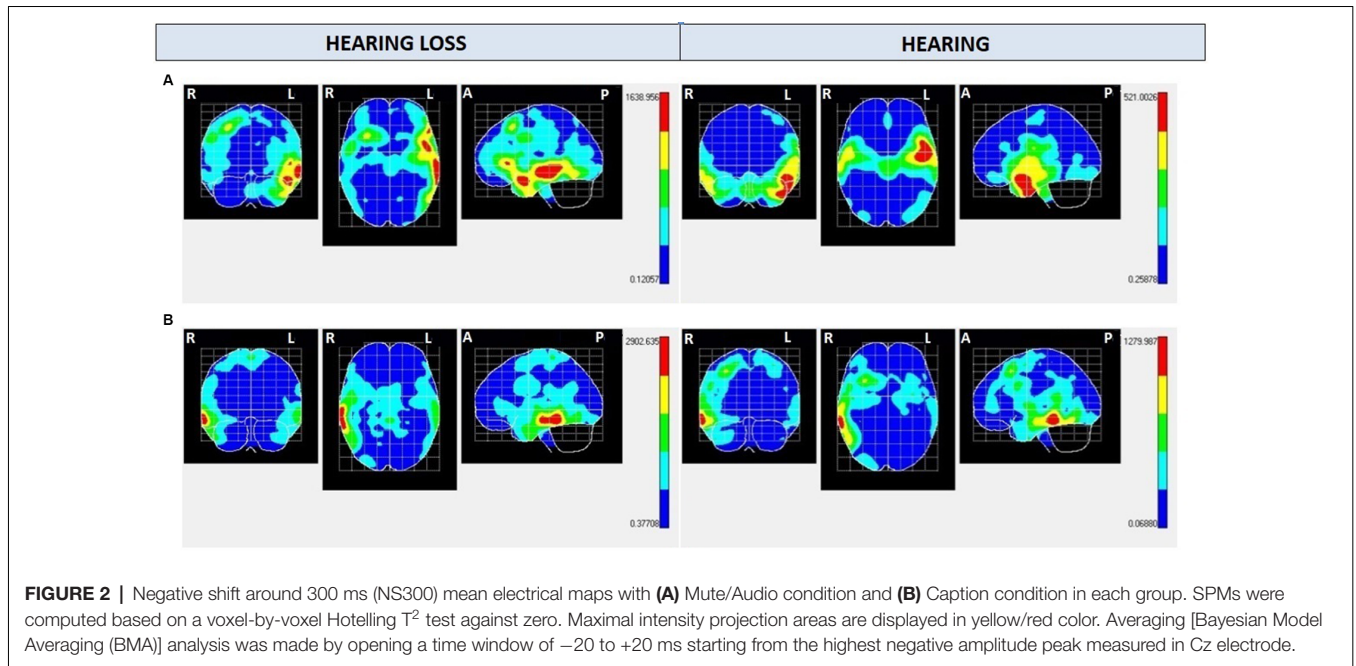 HEARING LOSS
HEARING
A
R L
R L
A P
1638.956
0.12057
R L
R L
A P
521.0026
0.25878
B
R L
R L
A P
2902.635
0.37708
R L
R L
A P
1279.987
0.06880
FIGURE 2 | Negative shift around 300 ms (NS300) mean electrical maps with (A) Mute/Audio condition and (B) Caption condition in each group. SPMs were
computed based on a voxel-by-voxel Hotelling T² test against zero. Maximal intensity projection areas are displayed in yellow/red color. Averaging [Bayesian Model
Averaging (BMA)] analysis was made by opening a time window of −20 to +20 ms starting from the highest negative amplitude peak measured in Cz electrode.